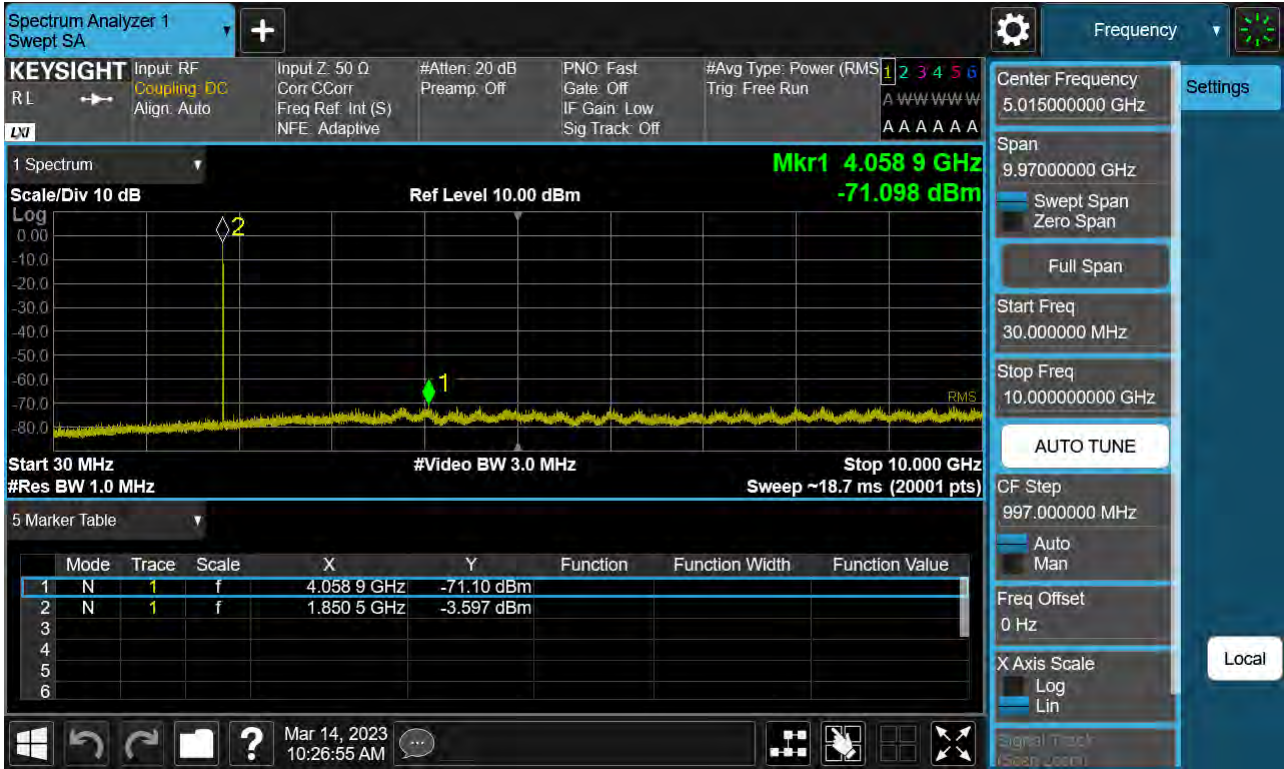 Spectrum Analyzer 1
Swept SA
Frequency
KEYSIGHT
R L
LXI
Input: RF
Coupling: DC
Align: Auto
Input Z: 50 Ω
Corr CCorr
Freq Ref: Int (S)
NFE: Adaptive
#Atten: 20 dB
Preamp: Off
PNO: Fast
Gate: Off
IF Gain: Low
Sig Track: Off
#Avg Type: Power (RMS
Trig: Free Run
1 2 3 4 5 6
A W W W W W
A A A A A A
1 Spectrum
Mkr1 4.058 9 GHz
Scale/Div 10 dB
Ref Level 10.00 dBm
-71.098 dBm
Log
0.00
-10.0
-20.0
-30.0
-40.0
-50.0
-60.0
-70.0
-80.0
2
1
RMS
Start 30 MHz
#Video BW 3.0 MHz
Stop 10.000 GHz
#Res BW 1.0 MHz
Sweep ~18.7 ms (20001 pts)
5 Marker Table
Mode Trace Scale X Y Function Function Width Function Value
1 N 1 f 4.058 9 GHz -71.10 dBm
2 N 1 f 1.850 5 GHz -3.597 dBm
3
4
5
6
?
Mar 14, 2023
10:26:55 AM
Center Frequency
5.015000000 GHz
Settings
Span
9.97000000 GHz
Swept Span
Zero Span
Full Span
Start Freq
30.000000 MHz
Stop Freq
10.000000000 GHz
AUTO TUNE
CF Step
997.000000 MHz
Auto
Man
Freq Offset
0 Hz
X Axis Scale
Log
Lin
Local
Signal Track
(Span Zoom)